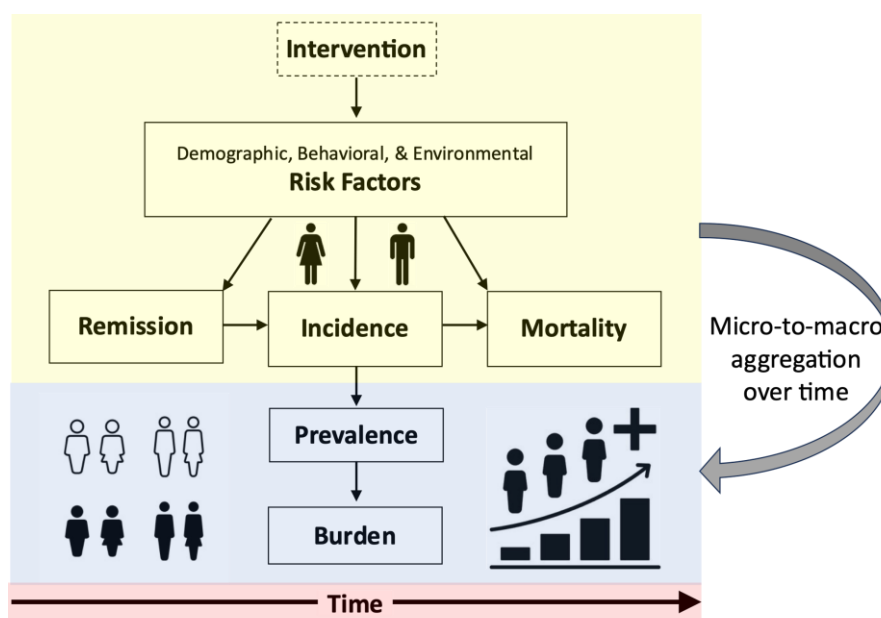 Intervention
Demographic, Behavioral, & Environmental
Risk Factors
Remission
Incidence
Mortality
Micro-to-macro
aggregation
over time
Prevalence
Burden
Time